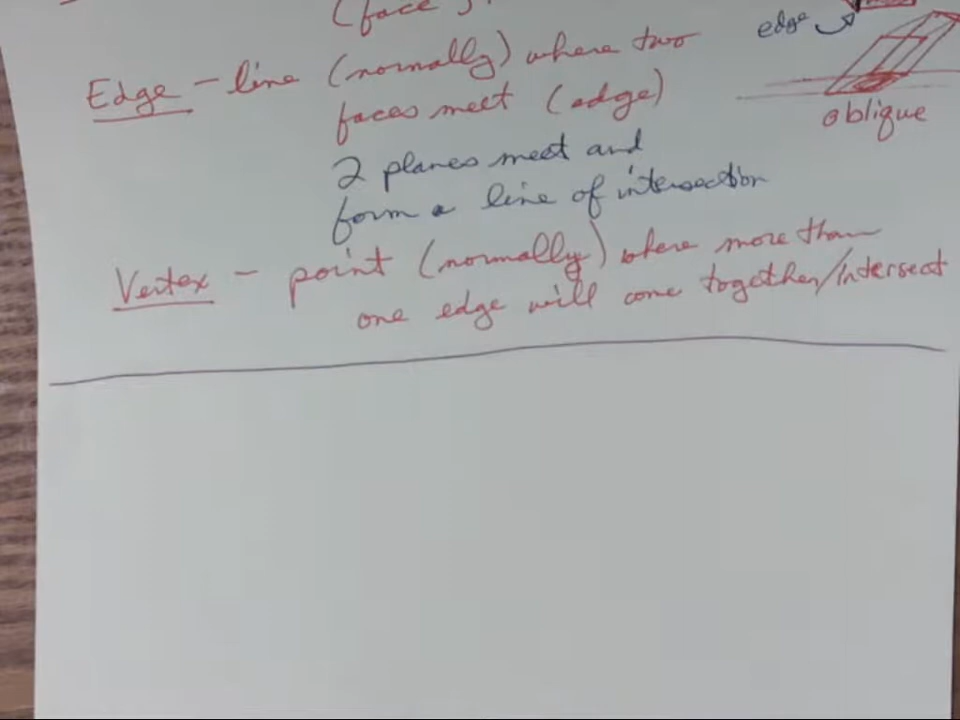 (face
edge
Edge - line (normally) where two
faces meet (edge)
oblique
2 planes meet and
form a line of intersection
Vertex - point (normally) where more than
one edge will come together/intersect